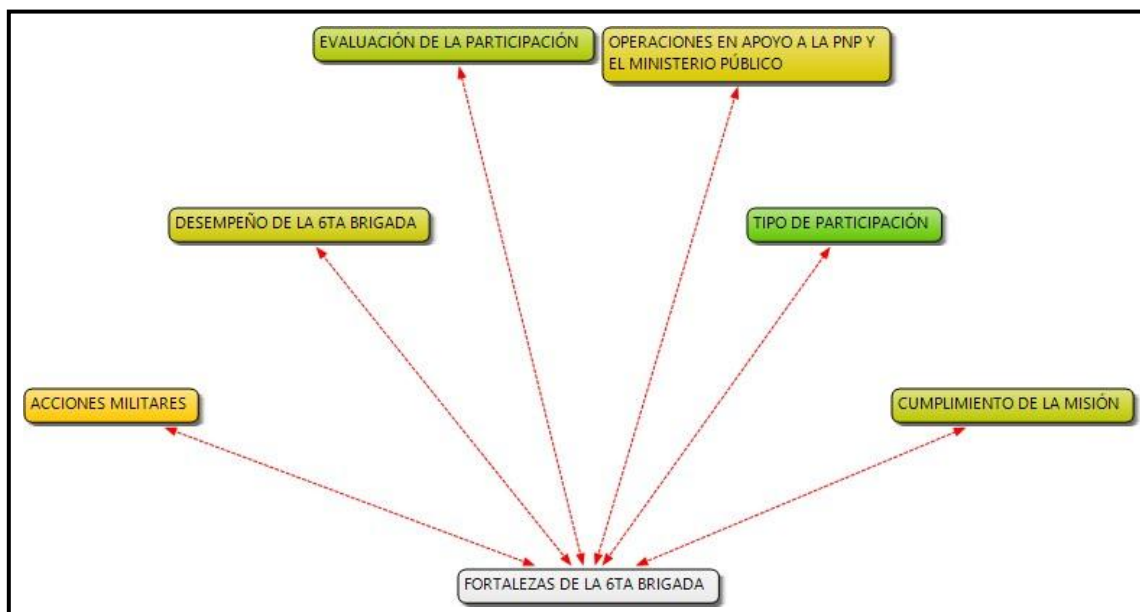 EVALUACIÓN DE LA PARTICIPACIÓN
OPERACIONES EN APOYO A LA PNP Y
EL MINISTERIO PÚBLICO
DESEMPEÑO DE LA 6TA BRIGADA
TIPO DE PARTICIPACIÓN
ACCIONES MILITARES
CUMPLIMIENTO DE LA MISIÓN
FORTALEZAS DE LA 6TA BRIGADA